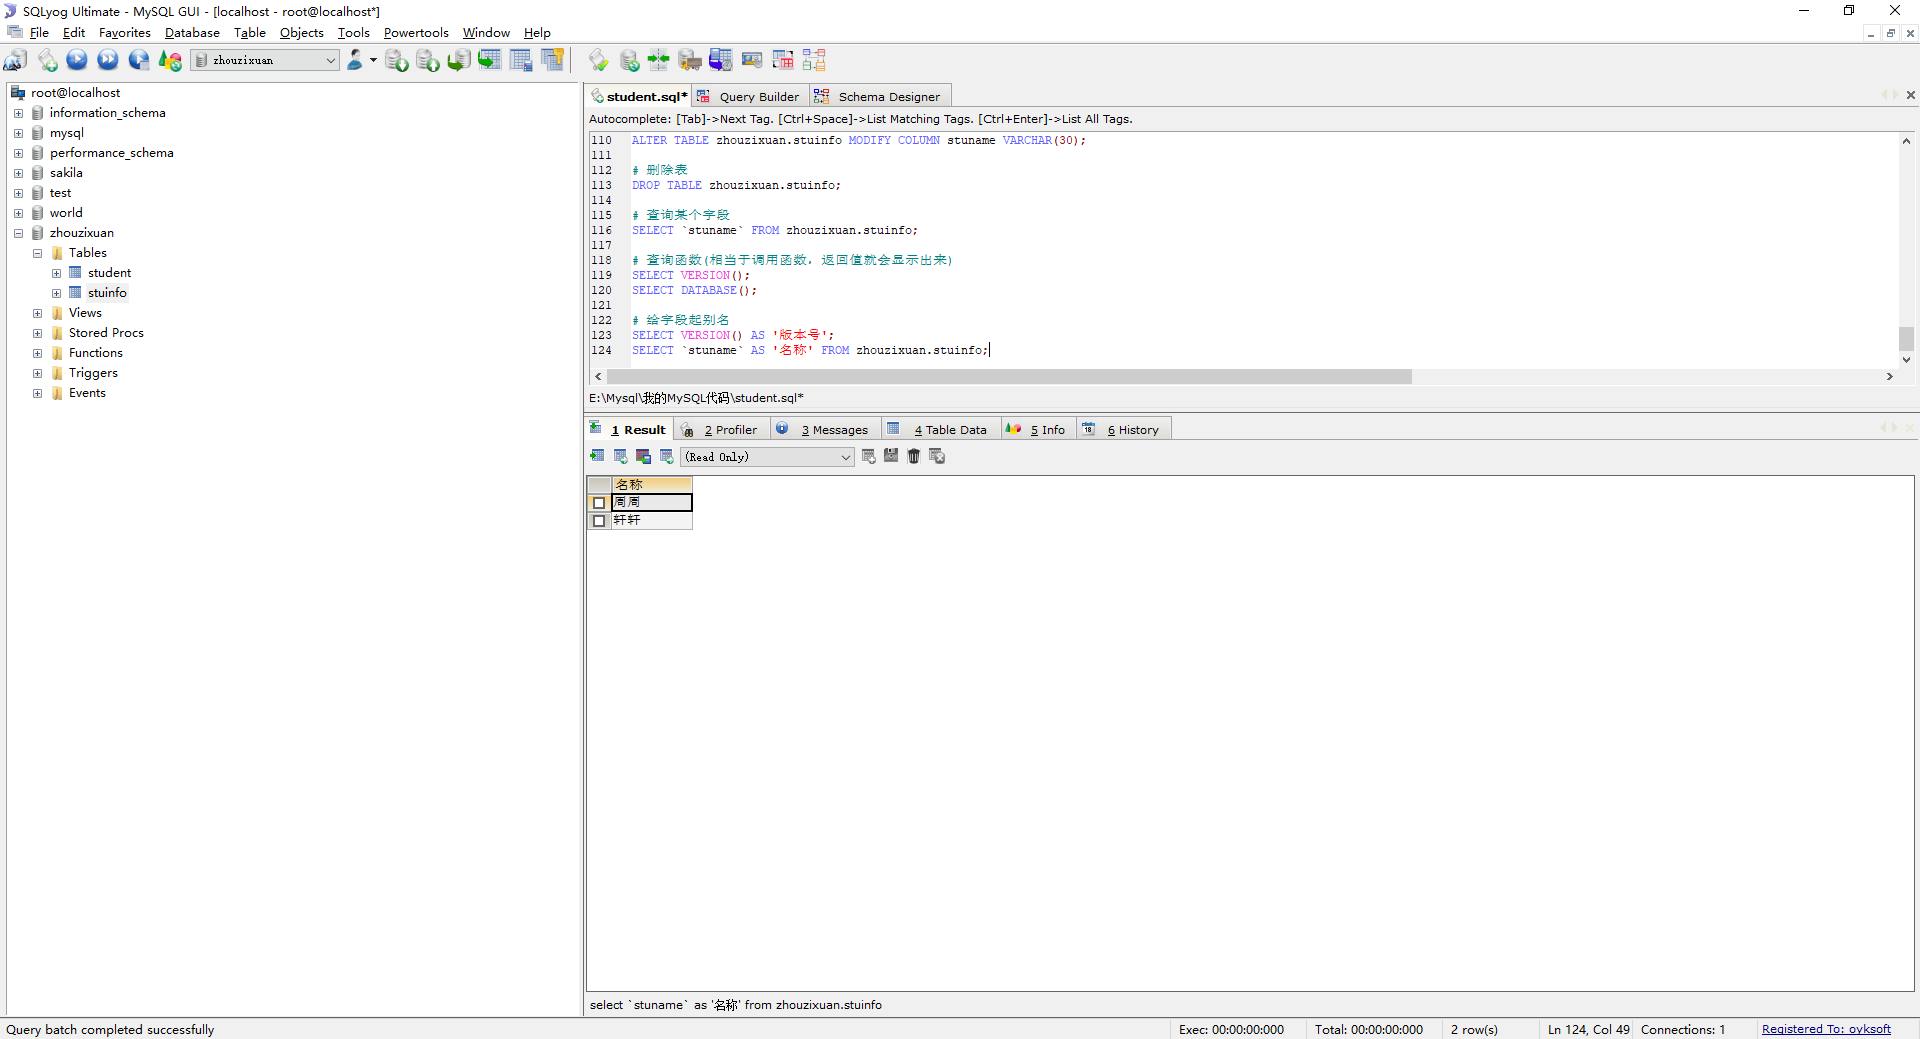 SQLyog Ultimate - MySQL GUI - [localhost - root@localhost*]
File Edit Favorites Database Table Objects Tools Powertools Window Help
zhouzixuan
root@localhost
information_schema
mysql
performance_schema
sakila
test
world
zhouzixuan
Tables
student
stuinfo
Views
Stored Procs
Functions
Triggers
Events
student.sql* Query Builder Schema Designer
Autocomplete: [Tab]->Next Tag. [Ctrl+Space]->List Matching Tags. [Ctrl+Enter]->List All Tags.
110 ALTER TABLE zhouzixuan.stuinfo MODIFY COLUMN stuname VARCHAR(30);
111
112 # 删除表
113 DROP TABLE zhouzixuan.stuinfo;
114
115 # 查询某个字段
116 SELECT `stuname` FROM zhouzixuan.stuinfo;
117
118 # 查询函数(相当于调用函数，返回值就会显示出来)
119 SELECT VERSION();
120 SELECT DATABASE();
121
122 # 给字段起别名
123 SELECT VERSION() AS '版本号';
124 SELECT `stuname` AS '名称' FROM zhouzixuan.stuinfo;
E:\Mysql\我的MySQL代码\student.sql*
1 Result 2 Profiler 3 Messages 4 Table Data 5 Info 18 6 History
(Read Only)
名称
周周
轩轩
select `stuname` as '名称' from zhouzixuan.stuinfo
Query batch completed successfully Exec: 00:00:00:000 Total: 00:00:00:000 2 row(s) Ln 124, Col 49 Connections: 1 Registered To: ovksoft